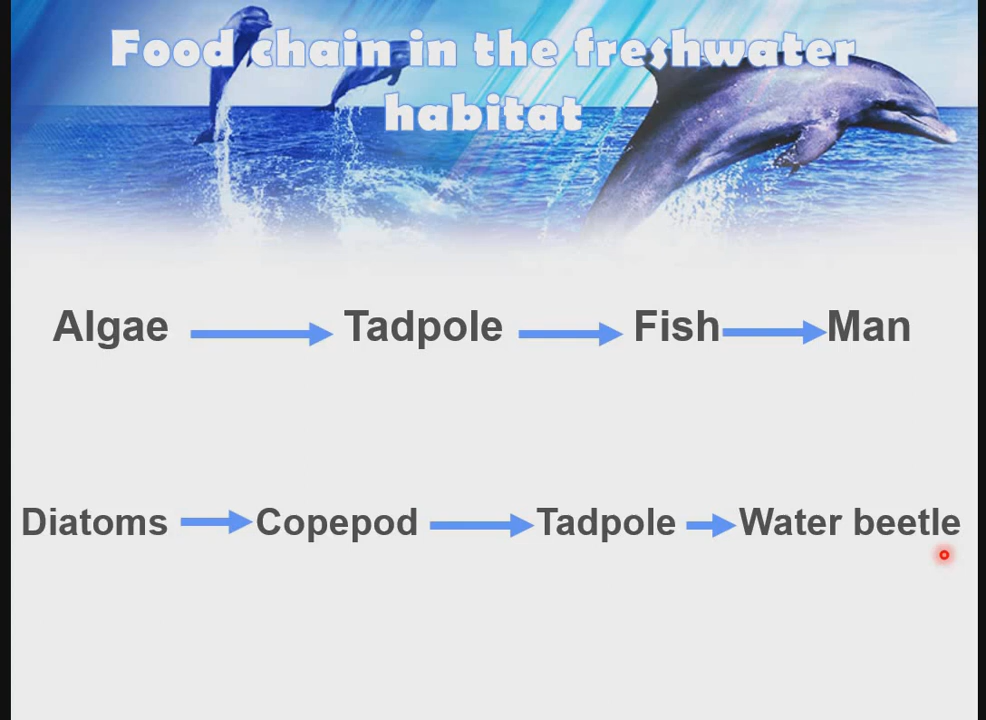 Food chain in the freshwater
habitat
Algae Tadpole Fish Man
Diatoms Copepod Tadpole Water beetle